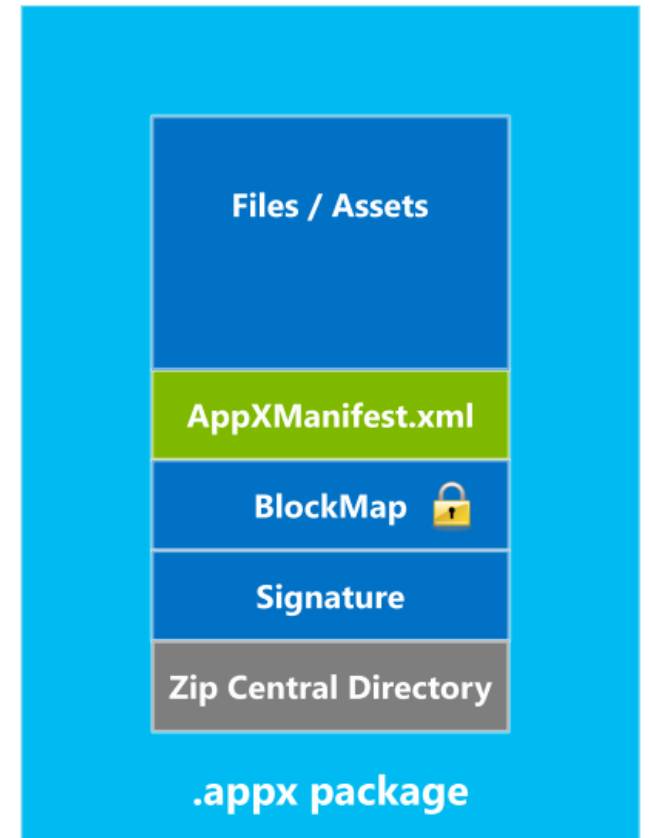 Files / Assets
AppXManifest.xml
BlockMap
Signature
Zip Central Directory
.appx package